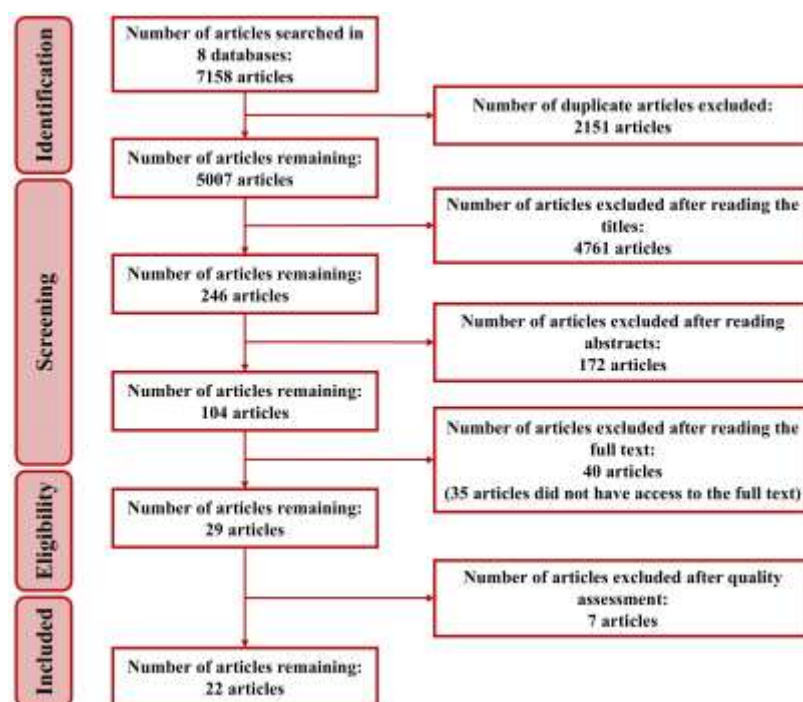 Identification
Number of articles searched in
8 databases:
7158 articles
Number of duplicate articles excluded:
2151 articles
Number of articles remaining:
5007 articles
Screening
Number of articles excluded after reading the
titles:
4761 articles
Number of articles remaining:
246 articles
Number of articles excluded after reading
abstracts:
172 articles
Number of articles remaining:
104 articles
Number of articles excluded after reading the
full text:
40 articles
(35 articles did not have access to the full text)
Eligibility
Number of articles remaining:
29 articles
Number of articles excluded after quality
assessment:
7 articles
Included
Number of articles remaining:
22 articles